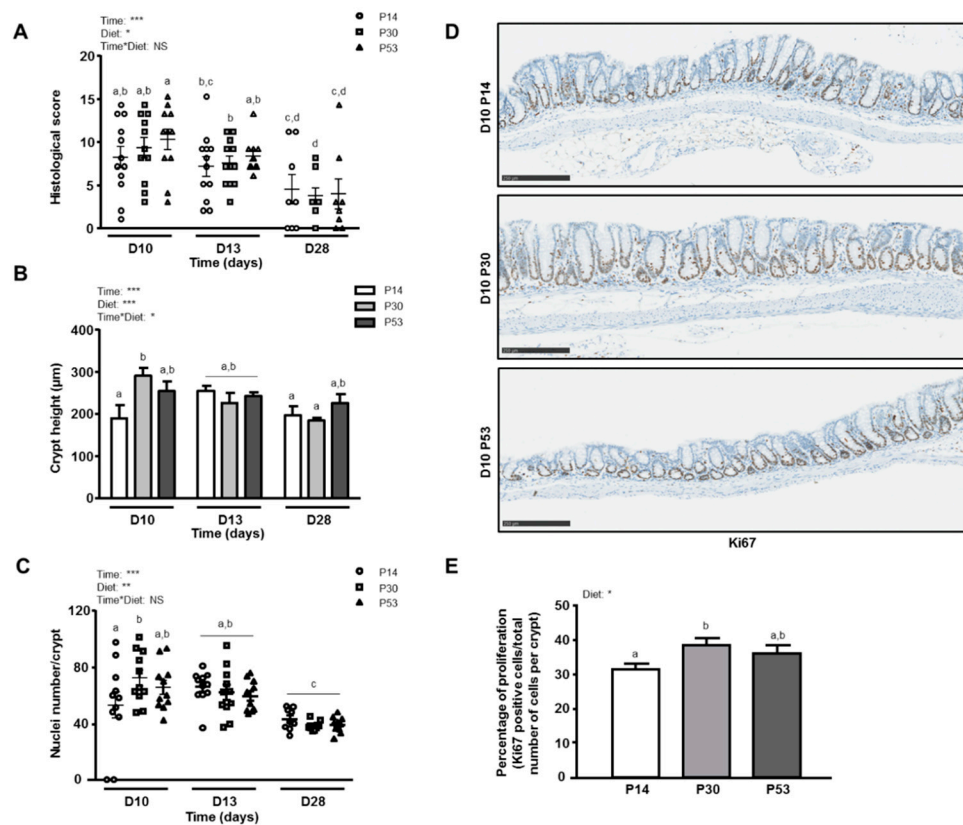 A
Time: ***
Diet: *
Time*Diet: NS
P14
P30
P53
Histological score
20
15
10
5
0
a,b
a,b
a
b,c
b
a,b
c,d
d
c,d
D10
D13
D28
Time (days)
B
Time: ***
Diet: ***
Time*Diet: *
P14
P30
P53
Crypt height (µm)
400
300
200
100
0
a
b
a,b
a,b
a
a
a,b
D10
D13
D28
Time (days)
C
Time: ***
Diet: **
Time*Diet: NS
P14
P30
P53
Nuclei number/crypt
120
80
40
0
a
b
a,b
a,b
c
D10
D13
D28
Time (days)
D
D10 P14
D10 P30
D10 P53
Ki67
E
Diet: *
Percentage of proliferation
(Ki67 positive cells/total
number of cells per crypt)
50
40
30
20
10
0
a
b
a,b
P14
P30
P53